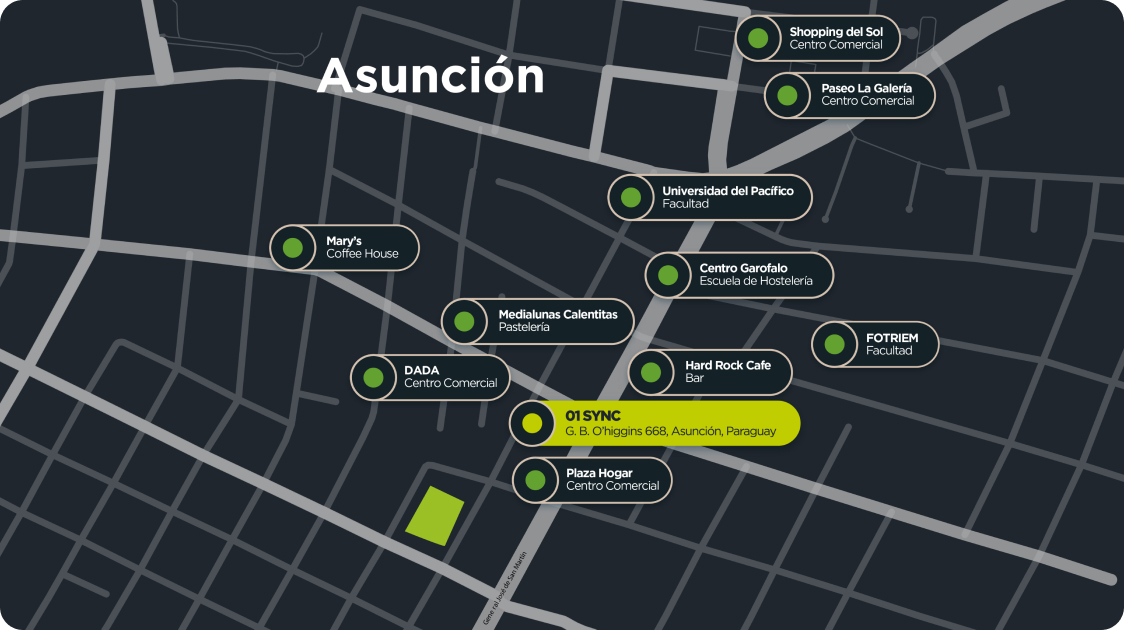 Shopping del Sol
Centro Comercial
Asunción
Paseo La Galería
Centro Comercial
Universidad del Pacífico
Facultad
Mary's
Coffee House
Centro Garofalo
Escuela de Hostelería
Medialunas Calentitas
Pastelería
FOTRIEM
Facultad
DADA
Centro Comercial
Hard Rock Cafe
Bar
01 SYNC
G. B. O'higgins 668, Asunción, Paraguay
Plaza Hogar
Centro Comercial
Gene ral José de San Martín